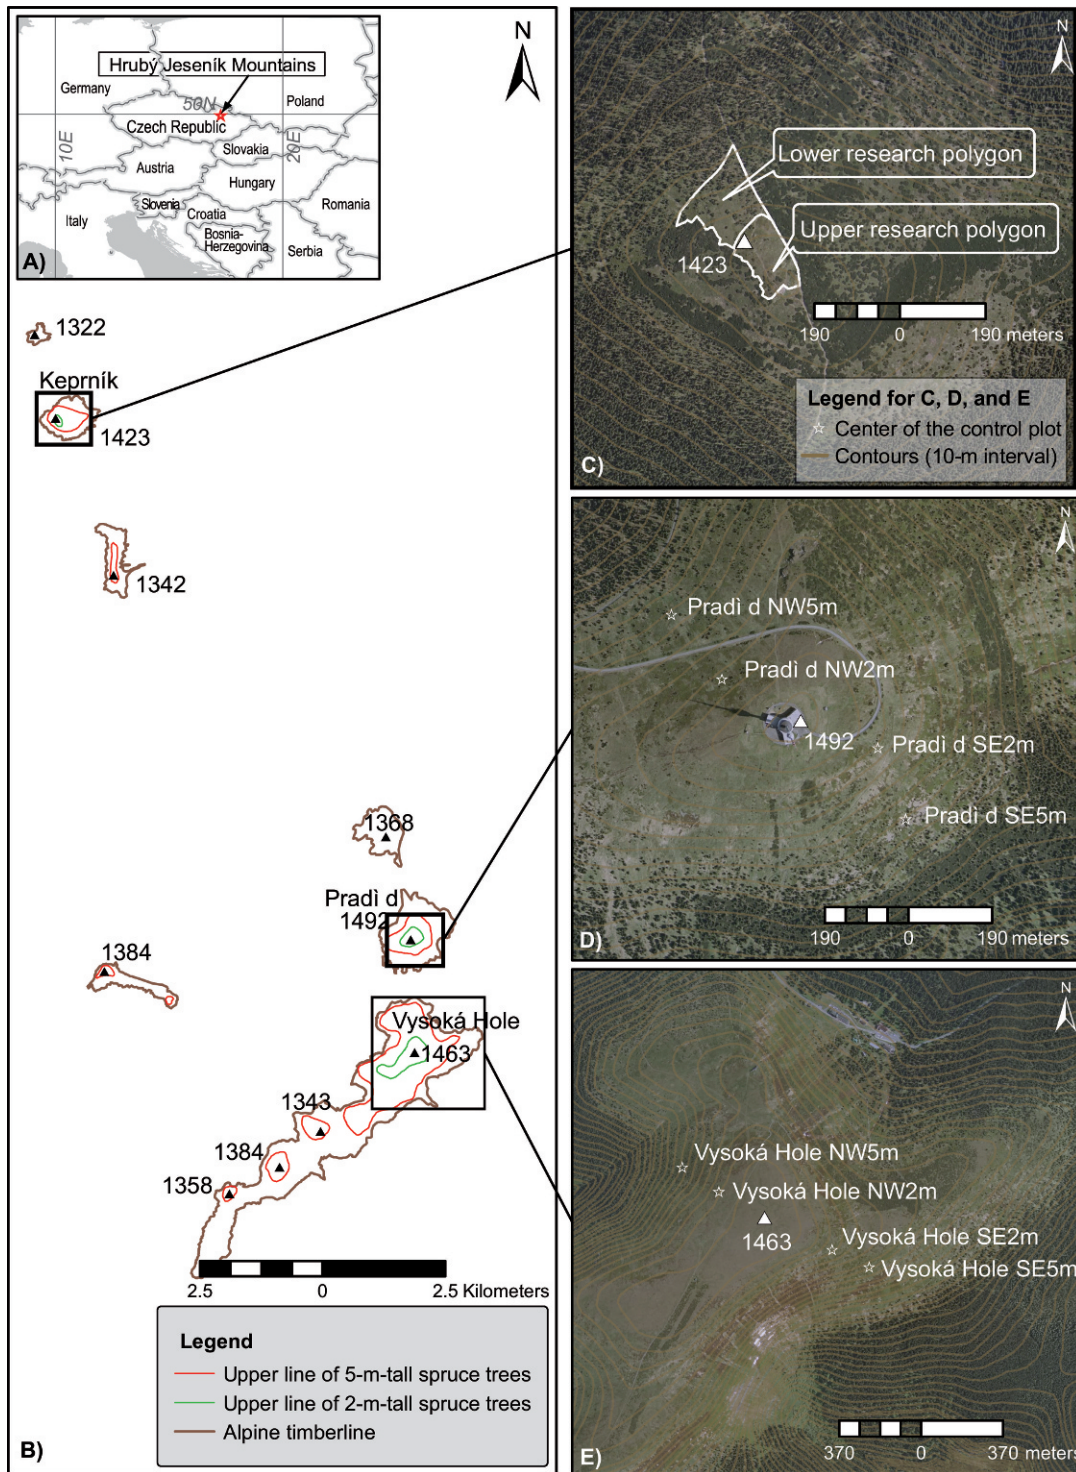 Hrubý Jeseník Mountains
Germany
Poland
50N
Czech Republic
10E
20E
Slovakia
Austria
Hungary
Slovenia
Croatia
Romania
Italy
Bosnia-
Herzegovina
Serbia
A)
N
1322
Keprník
1423
1342
1368
Pradì d
1492
1384
Vysoká Hole
1463
1343
1384
1358
2.5
0
2.5 Kilometers
Legend
Upper line of 5-m-tall spruce trees
Upper line of 2-m-tall spruce trees
Alpine timberline
B)
N
Lower research polygon
Upper research polygon
1423
190
0
190 meters
Legend for C, D, and E
Center of the control plot
Contours (10-m interval)
C)
N
Pradì d NW5m
Pradì d NW2m
1492
Pradì d SE2m
Pradì d SE5m
190
0
190 meters
D)
N
Vysoká Hole NW5m
Vysoká Hole NW2m
1463
Vysoká Hole SE2m
Vysoká Hole SE5m
370
0
370 meters
E)